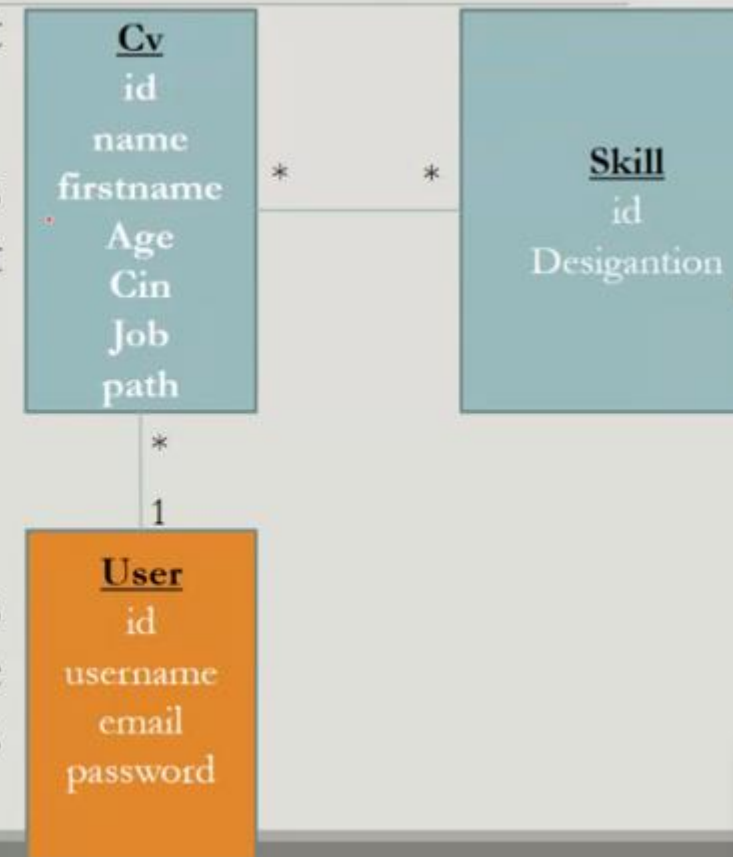 Cv
id
name
firstname
Age
Cin
Job
path
*
*
Skill
id
Desigantion
*
1
User
id
username
email
password